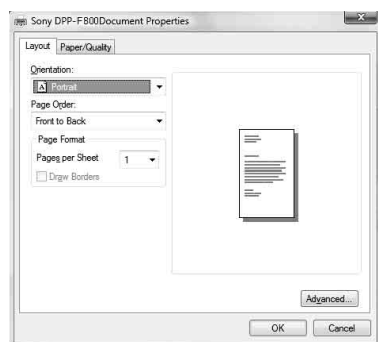 Sony DPP-F800Document Properties
Layout Paper/Quality
Orientation:
Portrait
Page Order:
Front to Back
Page Format
Pages per Sheet 1
Draw Borders
Advanced...
OK Cancel